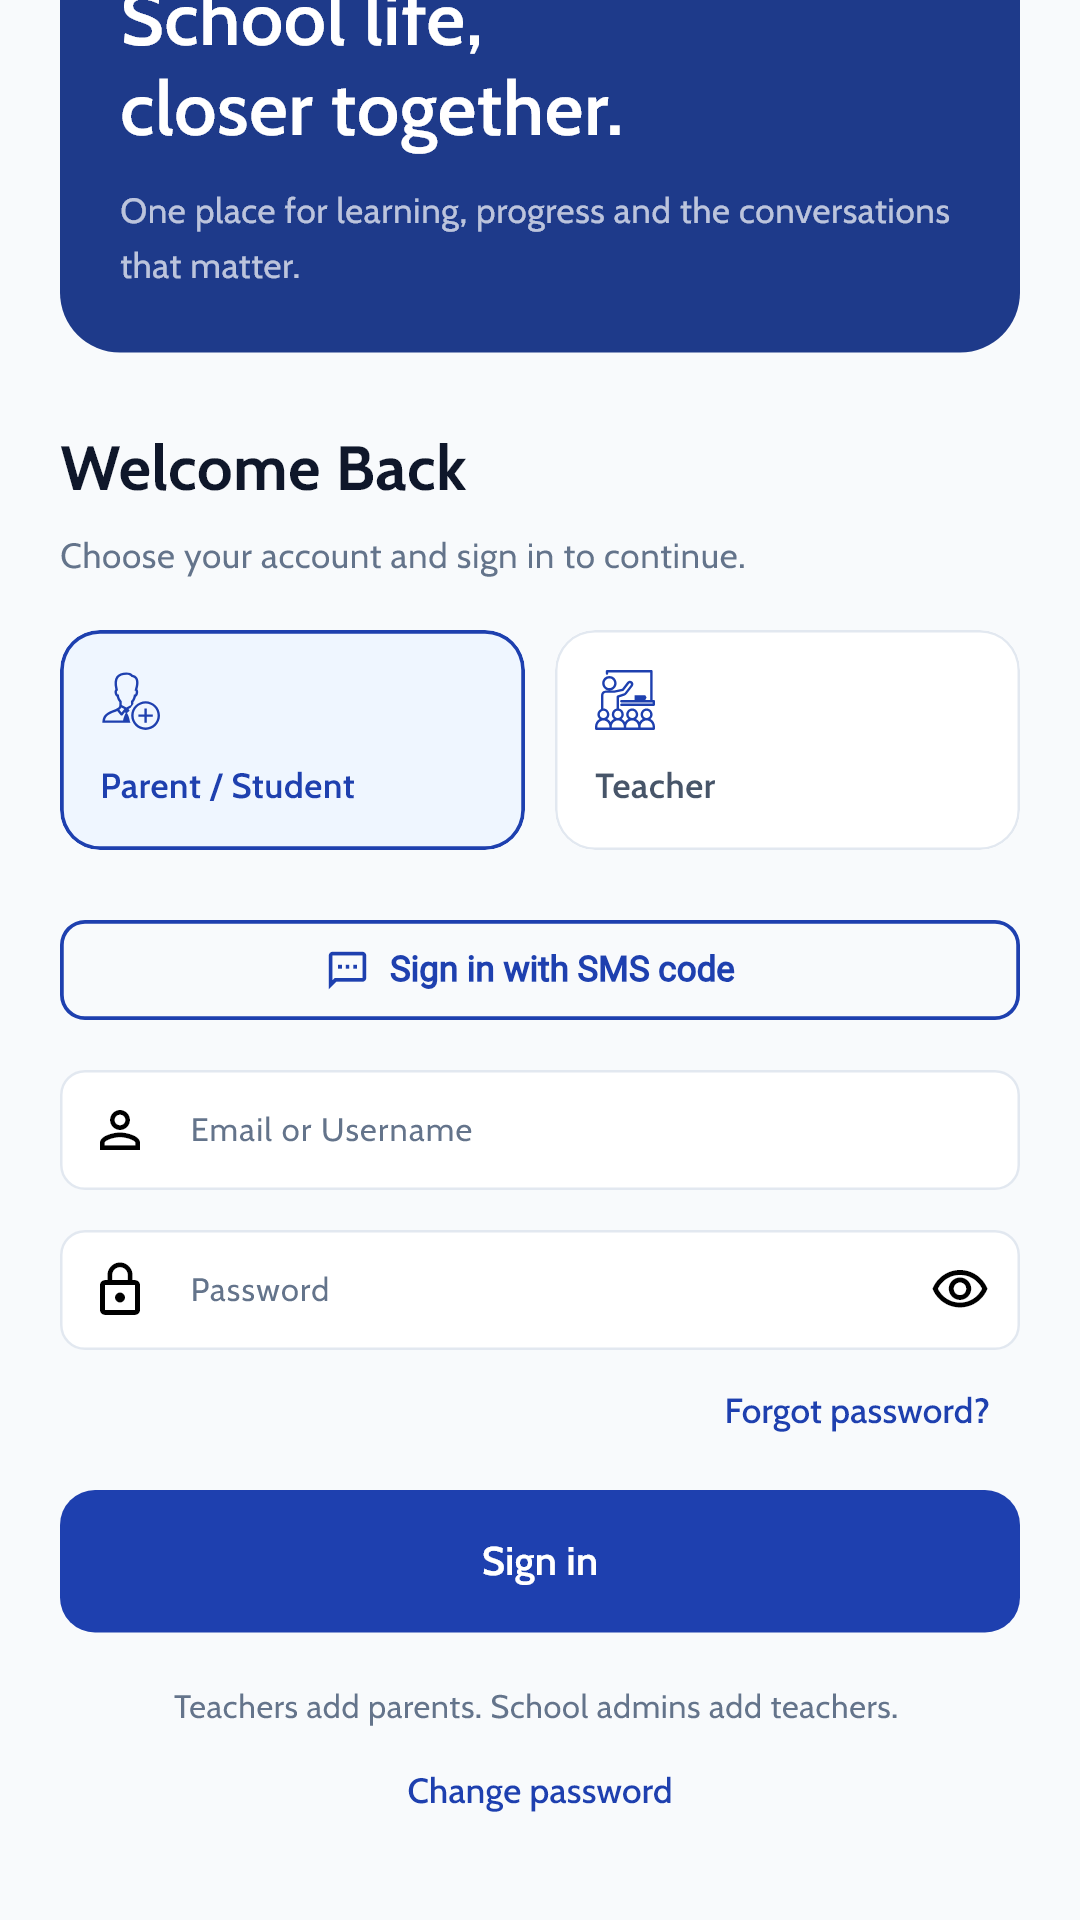 School life,
closer together.
One place for learning, progress and the conversations
that matter.
Welcome Back
Choose your account and sign in to continue.
Parent / Student
Teacher
Sign in with SMS code
Email or Username
Password
Forgot password?
Sign in
Teachers add parents. School admins add teachers.
Change password